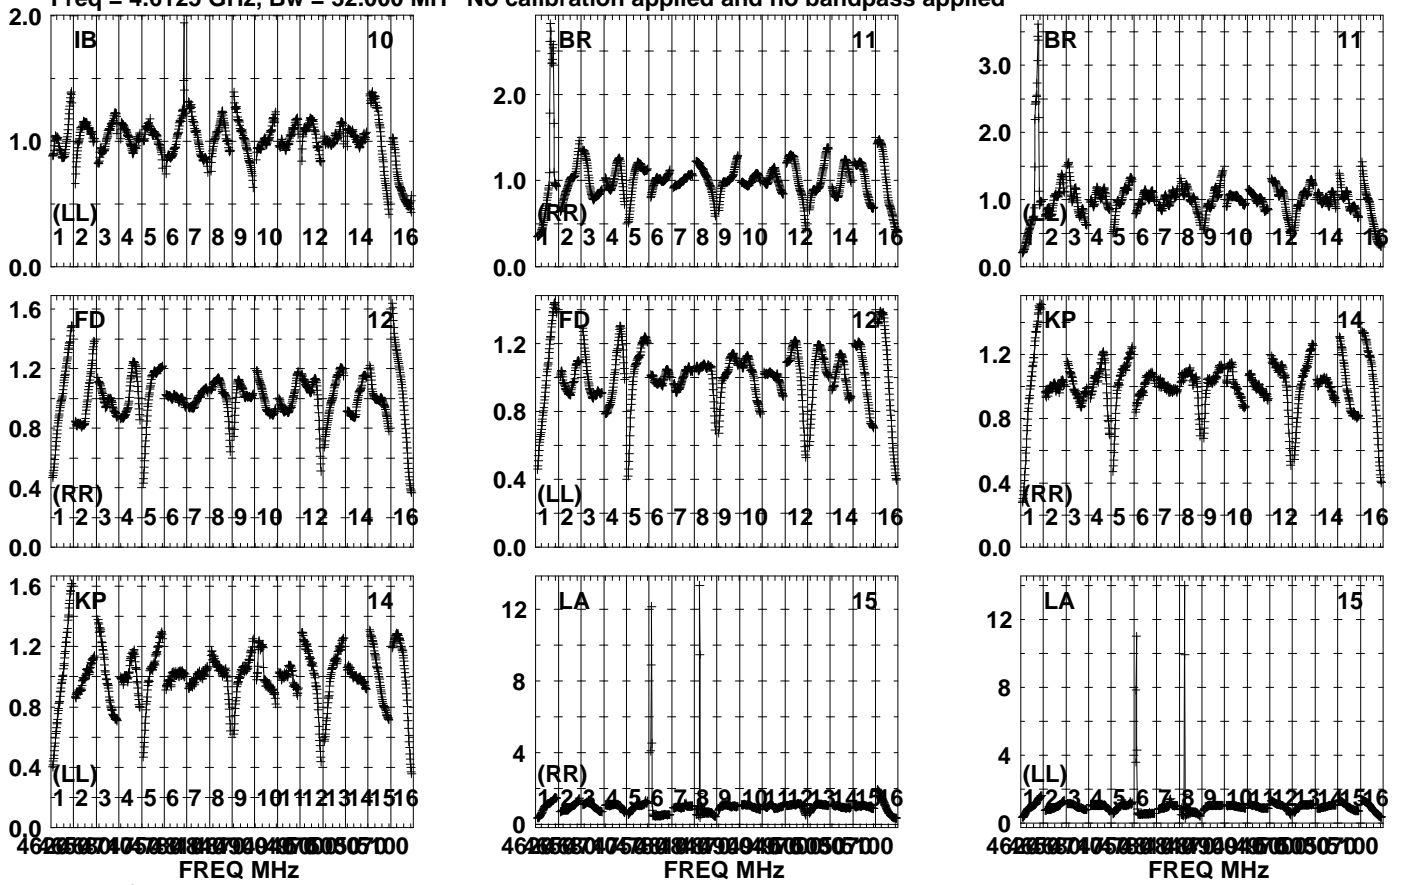 Freq = 4.6125 GHz, Bw = 32.000 MH No calibration applied and no bandpass applied
2.0 IB 10
1.0
(LL)
1 2 3 4 5 6 7 8 9 10 12 14 16
0.0
BR 11
2.0
1.0
(RR)
1 2 3 4 5 6 7 8 9 10 12 14 16
0.0
BR 11
3.0
2.0
1.0
(LL)
1 2 3 4 5 6 7 8 9 10 12 14 16
0.0
1.6 FD 12
1.2
0.8
0.4
(RR)
1 2 3 4 5 6 7 8 9 10 12 14 16
0.0
FD 12
1.2
0.8
0.4
(LL)
1 2 3 4 5 6 7 8 9 10 12 14 16
0.0
KP 14
1.2
0.8
0.4
(RR)
1 2 3 4 5 6 7 8 9 10 12 14 16
0.0
1.6 KP 14
1.2
0.8
0.4
(LL)
1 2 3 4 5 6 7 8 9 10 11 12 13 14 15 16
0.0
FREQ MHz
LA 15
12
8
4
(RR)
1 2 3 4 5 6 7 8 9 10 11 12 13 14 15 16
0
FREQ MHz
LA 15
12
8
4
(LL)
1 2 3 4 5 6 7 8 9 10 11 12 13 14 15 16
0
FREQ MHz